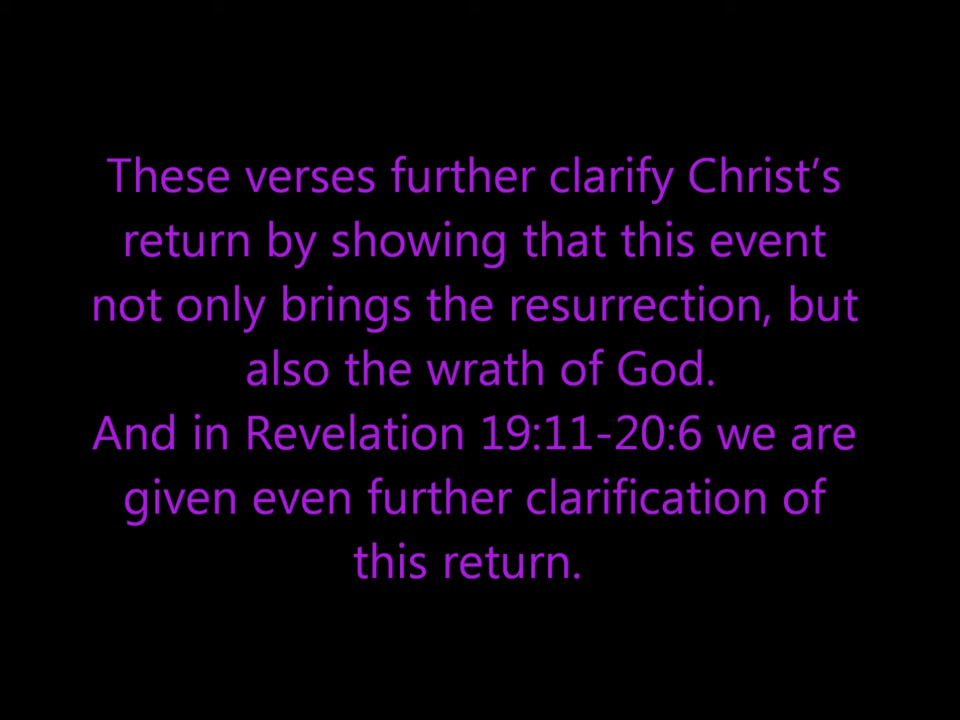 These verses further clarify Christ’s
return by showing that this event
not only brings the resurrection, but
also the wrath of God.
And in Revelation 19:11-20:6 we are
given even further clarification of
this return.